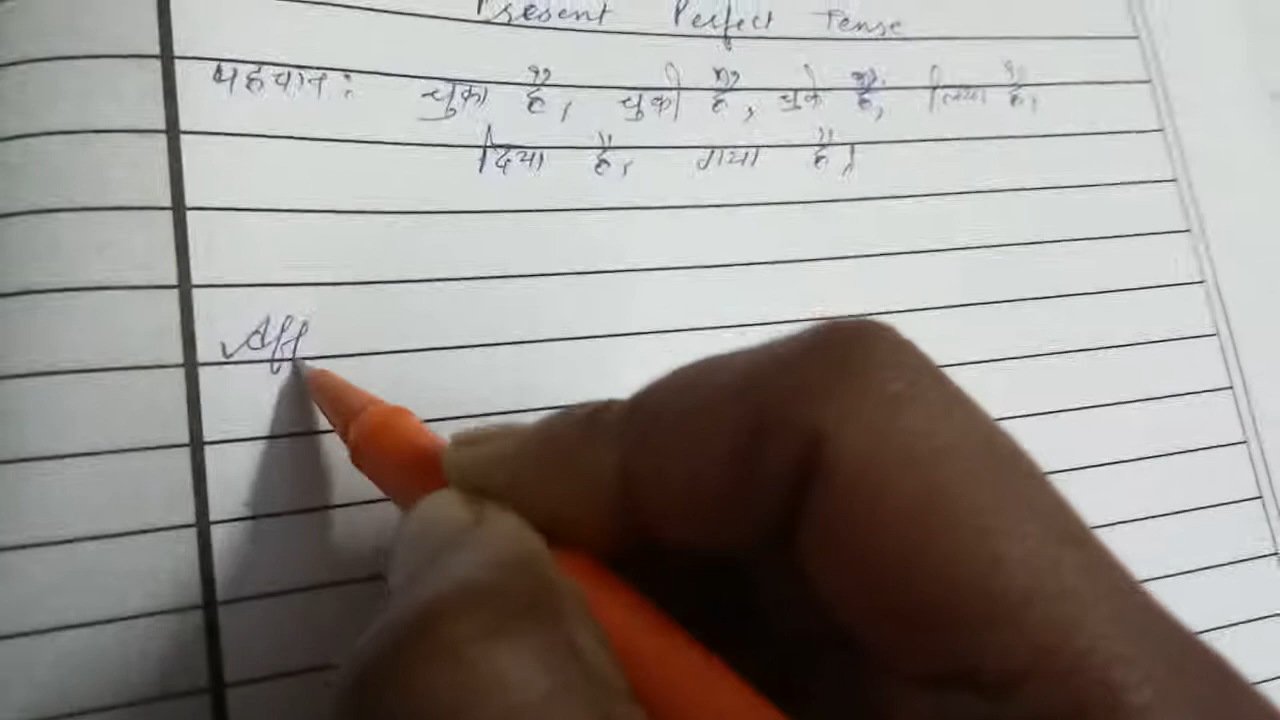 Present Perfect Tense
पहचान: चुका है, चुकी है, चुके हैं, लिया है,
दिया है, गया है।
Aff